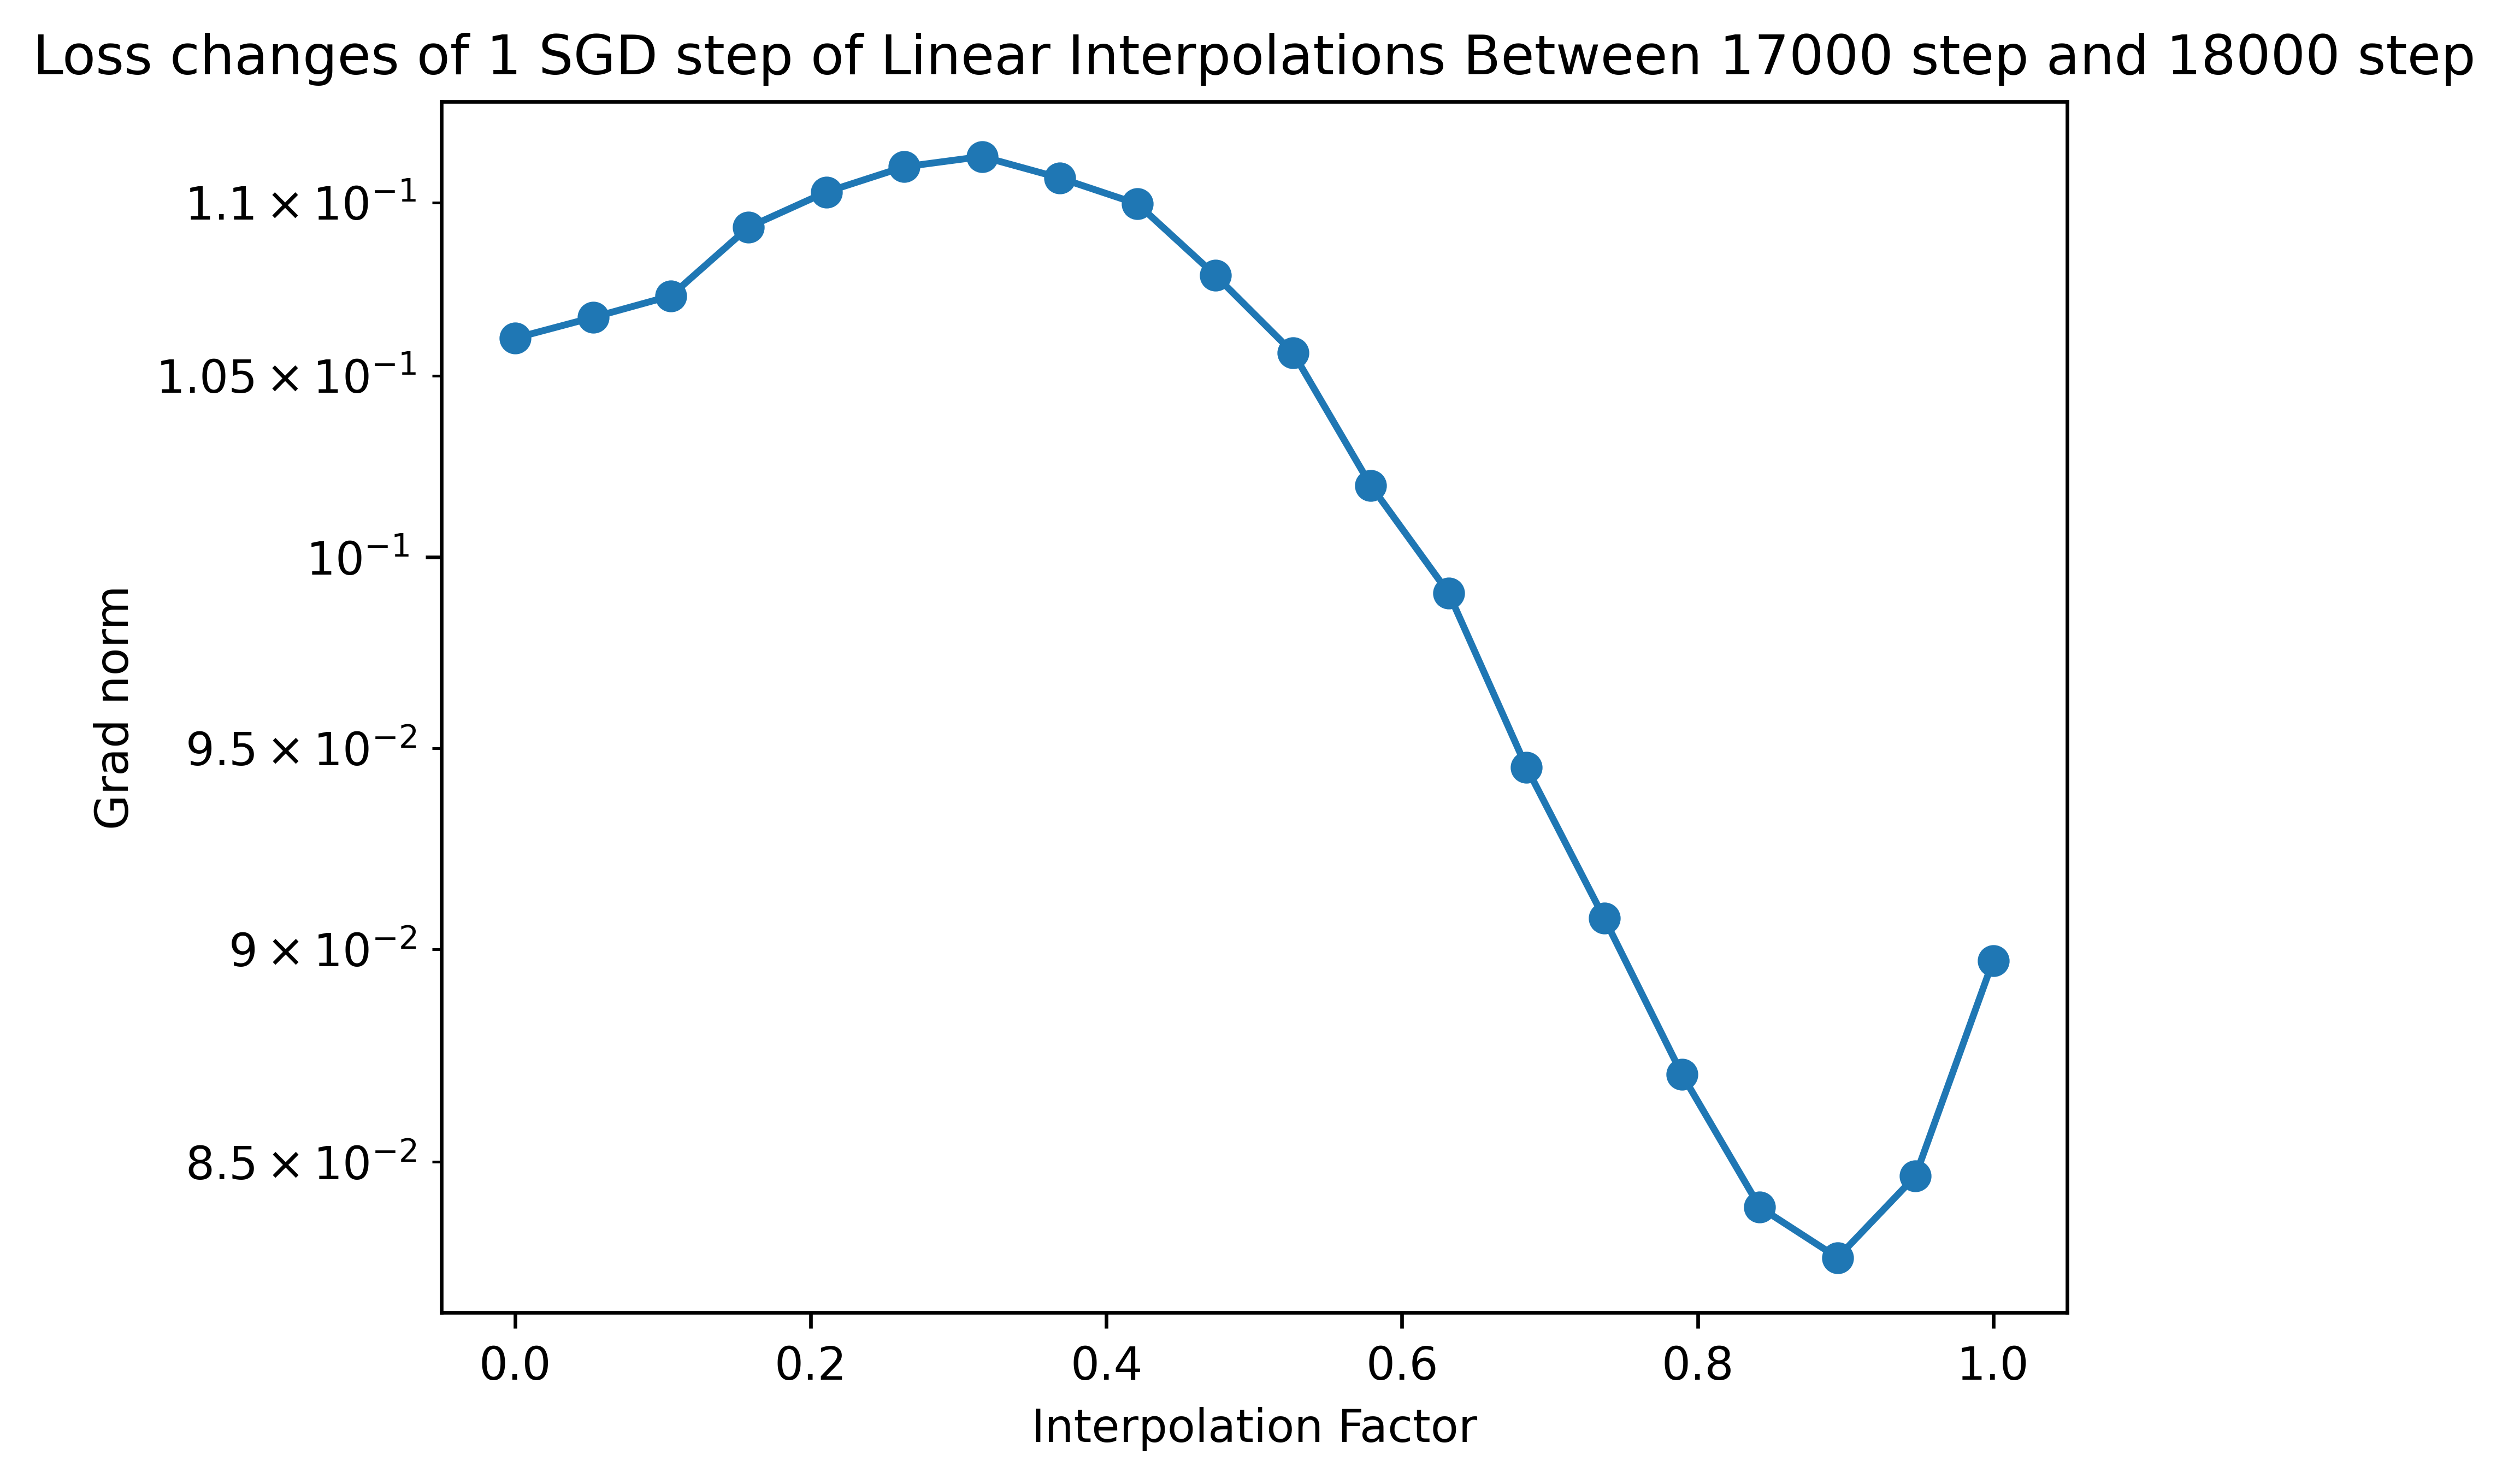 Loss changes of 1 SGD step of Linear Interpolations Between 17000 step and 18000 step
1.1 × 10⁻¹
1.05 × 10⁻¹
10⁻¹
9.5 × 10⁻²
9 × 10⁻²
8.5 × 10⁻²
Grad norm
0.0 0.2 0.4 0.6 0.8 1.0
Interpolation Factor